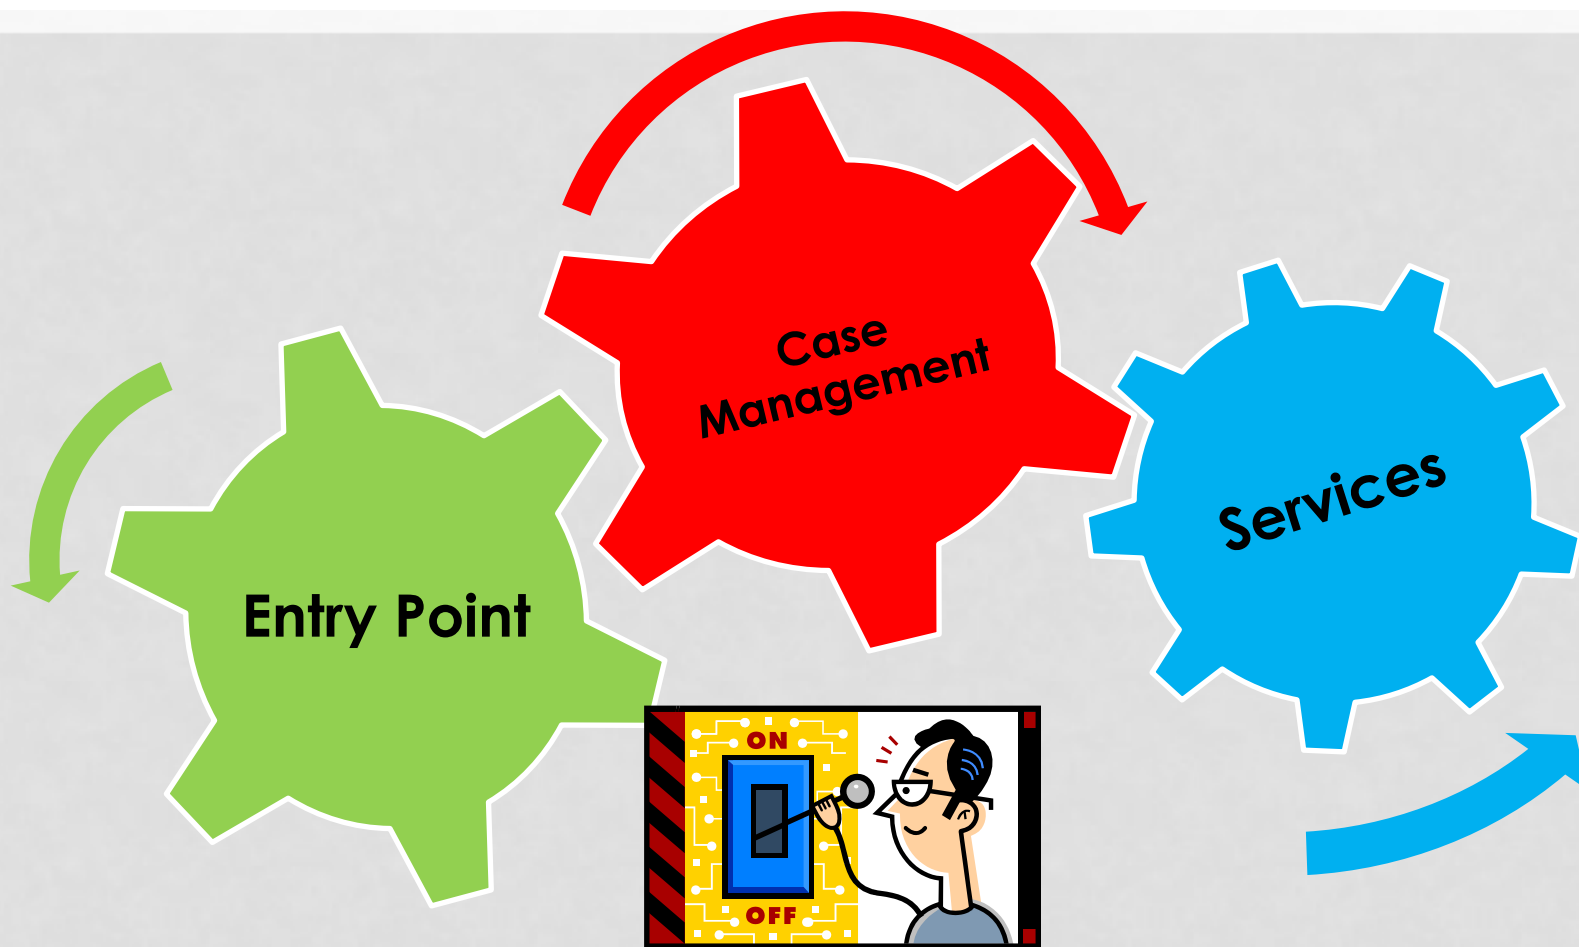 Case
Management
Services
Entry Point
ON
OFF